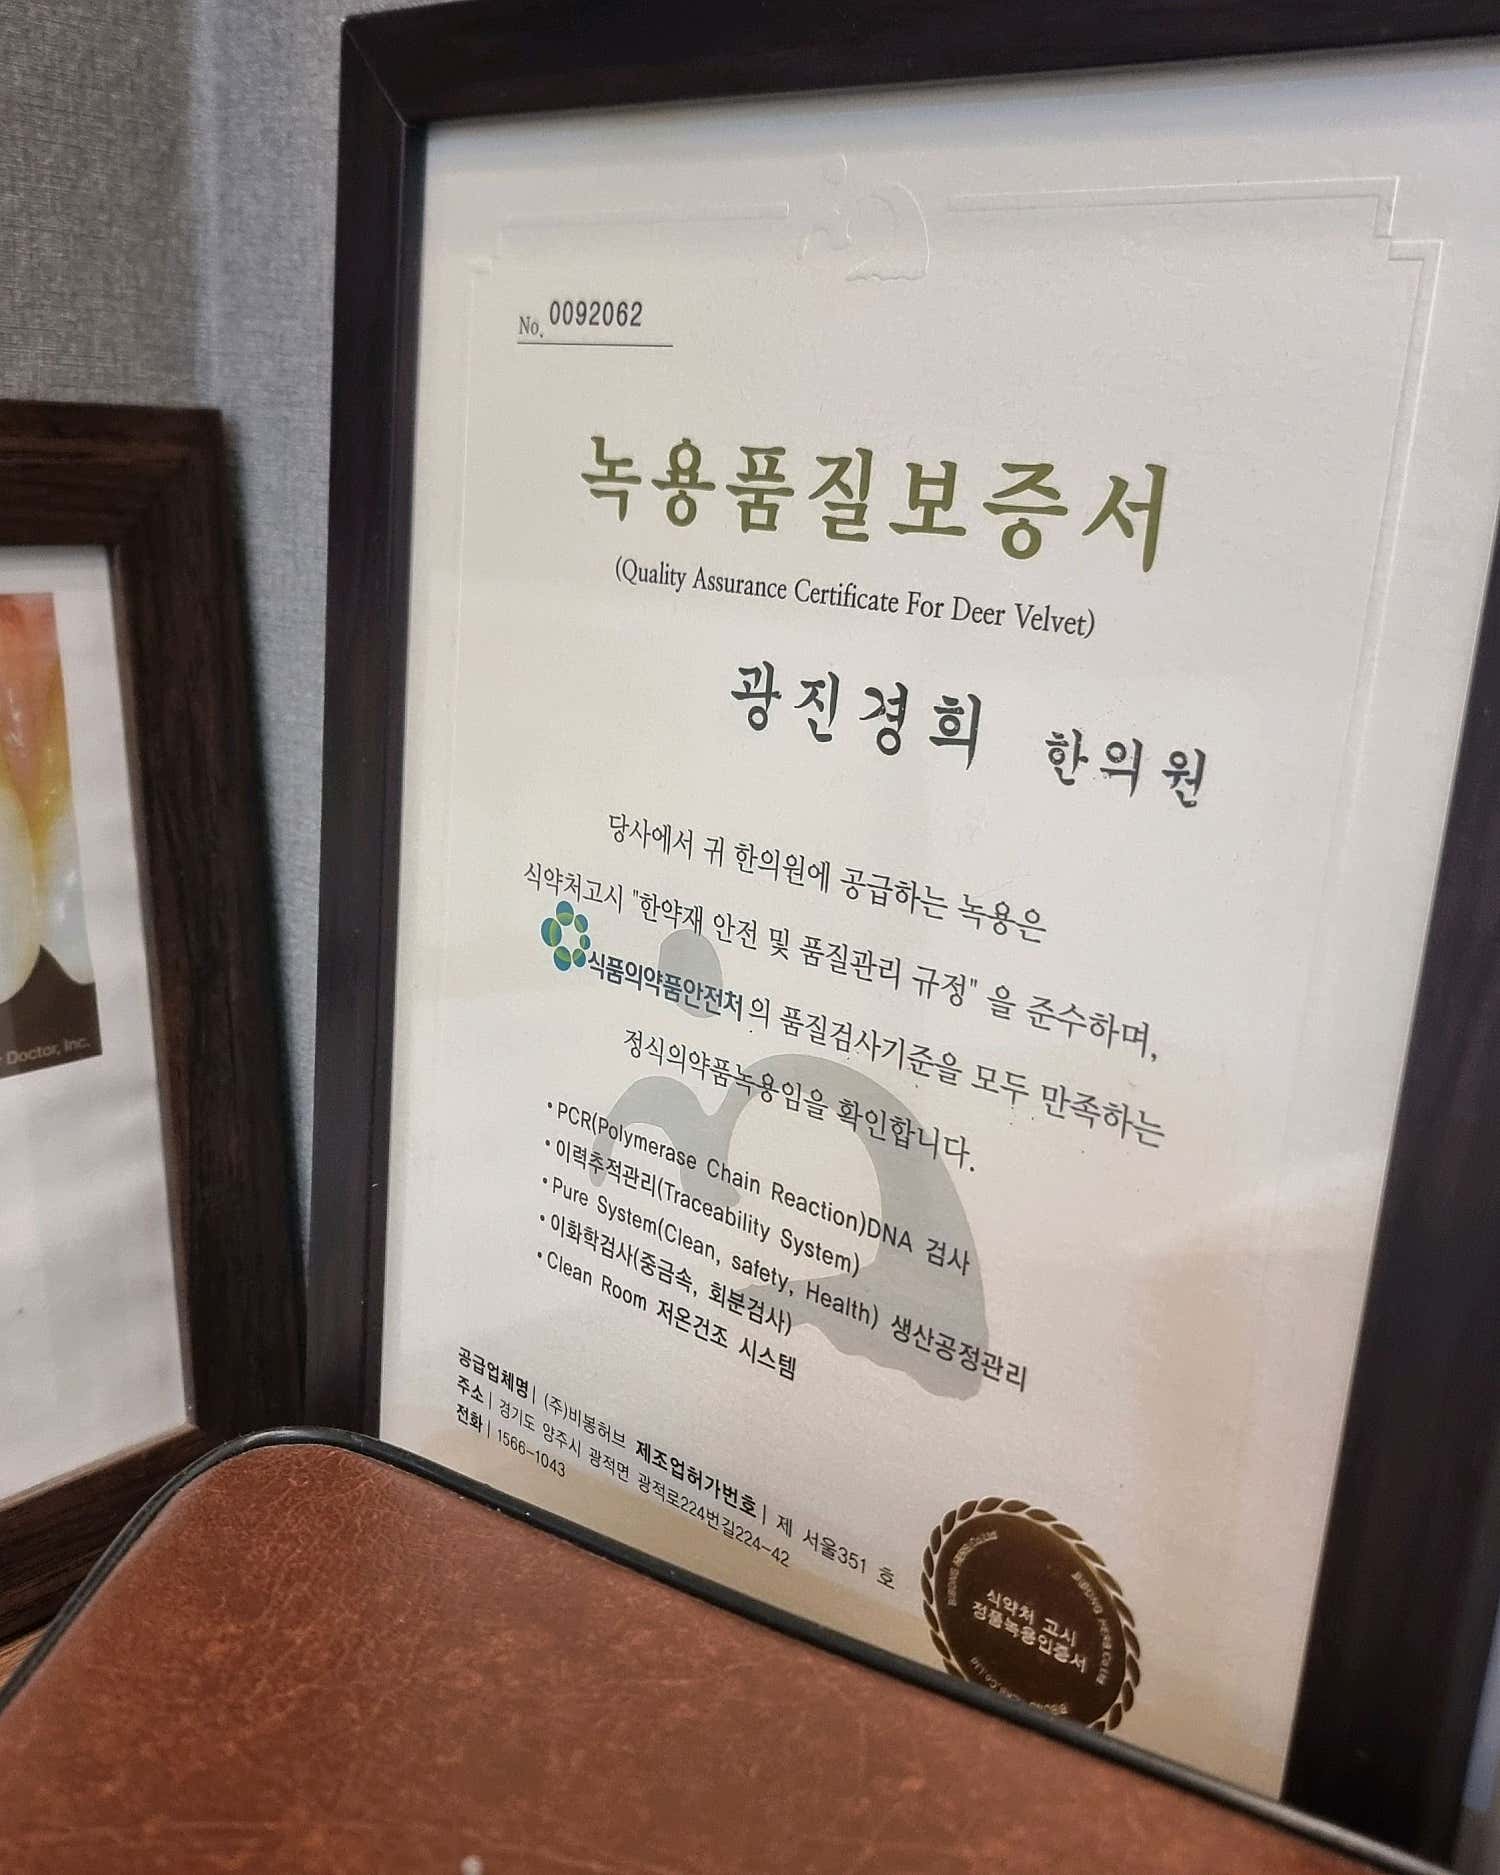 No. 0092062
녹용품질보증서
(Quality Assurance Certificate For Deer Velvet)
광진경희 한의원
당사에서 귀 한의원에 공급하는 녹용은
식약처고시 "한약재 안전 및 품질관리 규정" 을 준수하며,
식품의약품안전처의 품질검사기준을 모두 만족하는
정식의약품녹용임을 확인합니다.
•PCR(Polymerase Chain Reaction)DNA 검사
•이력추적관리(Traceability System)
•Pure System(Clean, safety, Health) 생산공정관리
•이화학검사(중금속, 회분검사)
•Clean Room 저온건조 시스템
공급업체명| (주)비봉허브 제조업허가번호| 제 서울351 호
주소| 경기도 양주시 광적면 광적로224번길224-42
전화| 1566-1043
식약처 고시
정품녹용인증서
Doctor, Inc.